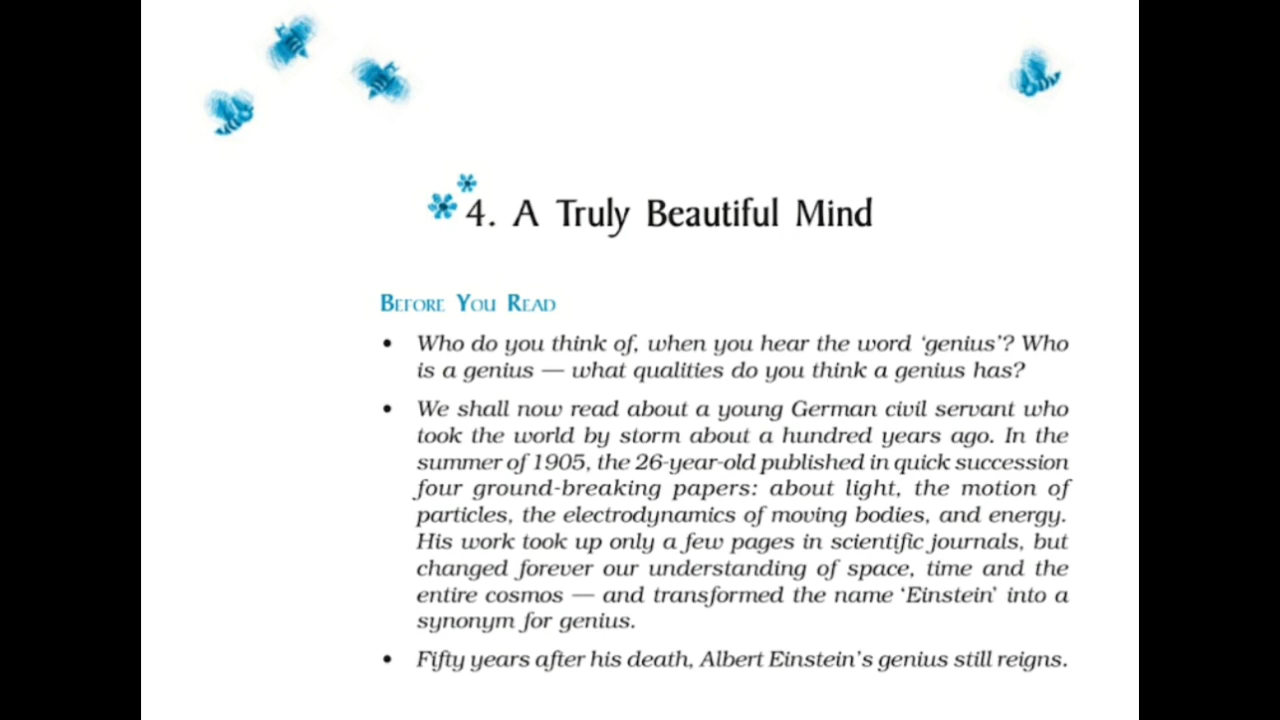 4. A Truly Beautiful Mind
BEFORE YOU READ
• Who do you think of, when you hear the word ‘genius’? Who
is a genius — what qualities do you think a genius has?
• We shall now read about a young German civil servant who
took the world by storm about a hundred years ago. In the
summer of 1905, the 26-year-old published in quick succession
four ground-breaking papers: about light, the motion of
particles, the electrodynamics of moving bodies, and energy.
His work took up only a few pages in scientific journals, but
changed forever our understanding of space, time and the
entire cosmos — and transformed the name ‘Einstein’ into a
synonym for genius.
• Fifty years after his death, Albert Einstein’s genius still reigns.